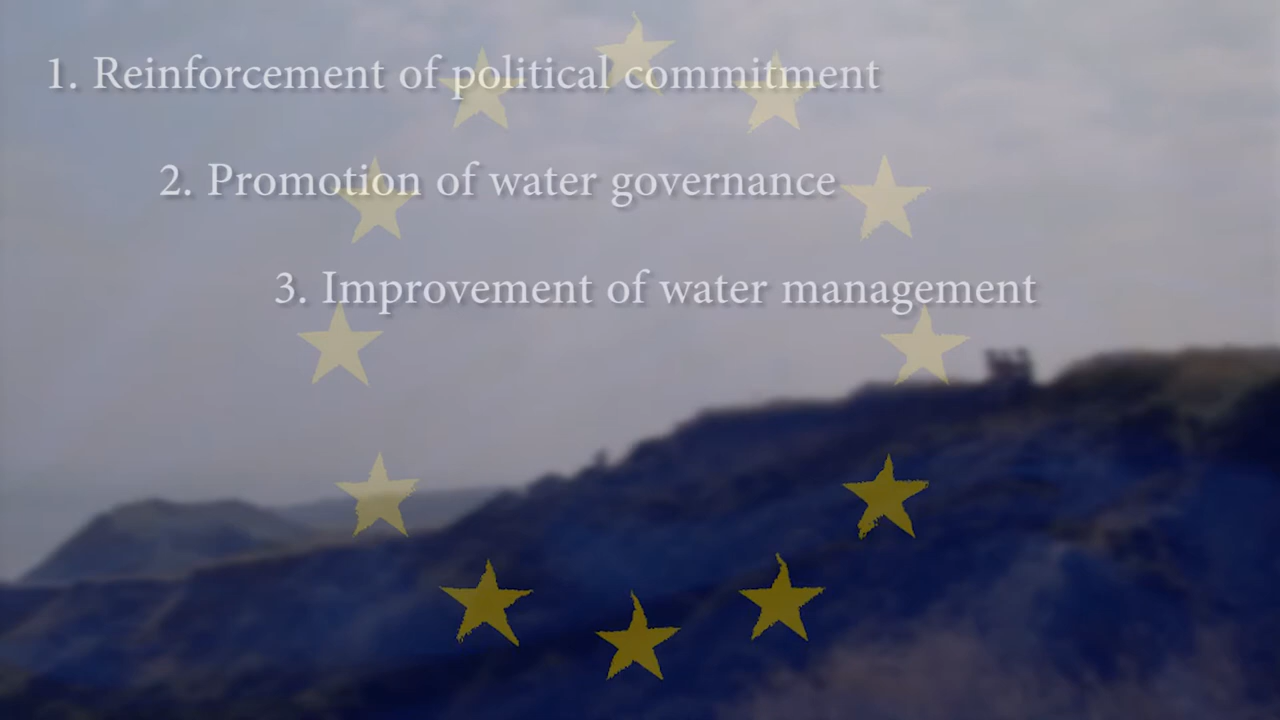 1. Reinforcement of political commitment
2. Promotion of water governance
3. Improvement of water management